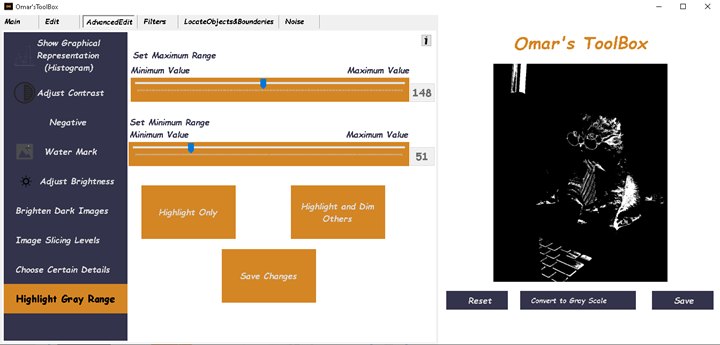 Omar'sToolBox
Main
Edit
AdvancedEdit
Filters
LocateObjects&Boundaries
Noise
Show Graphical
Representation
(Histogram)
Adjust Contrast
Negative
Water Mark
Adjust Brightness
Brighten Dark Images
Image Slicing Levels
Choose Certain Details
Highlight Gray Range
i
Set Maximum Range
Minimum Value
Maximum Value
148
Set Minimum Range
Minimum Value
Maximum Value
51
Highlight Only
Highlight and Dim
Others
Save Changes
Omar's ToolBox
Reset
Convert to Gray Scale
Save